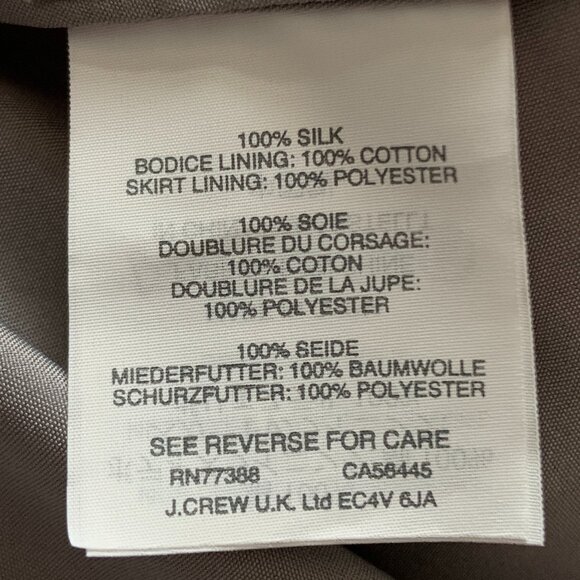 100% SILK
BODICE LINING: 100% COTTON
SKIRT LINING: 100% POLYESTER
100% SOIE
DOUBLURE DU CORSAGE:
100% COTON
DOUBLURE DE LA JUPE:
100% POLYESTER
100% SEIDE
MIEDERFUTTER: 100% BAUMWOLLE
SCHURZFUTTER: 100% POLYESTER
SEE REVERSE FOR CARE
RN77388 CA56445
J.CREW U.K. Ltd EC4V 6JA